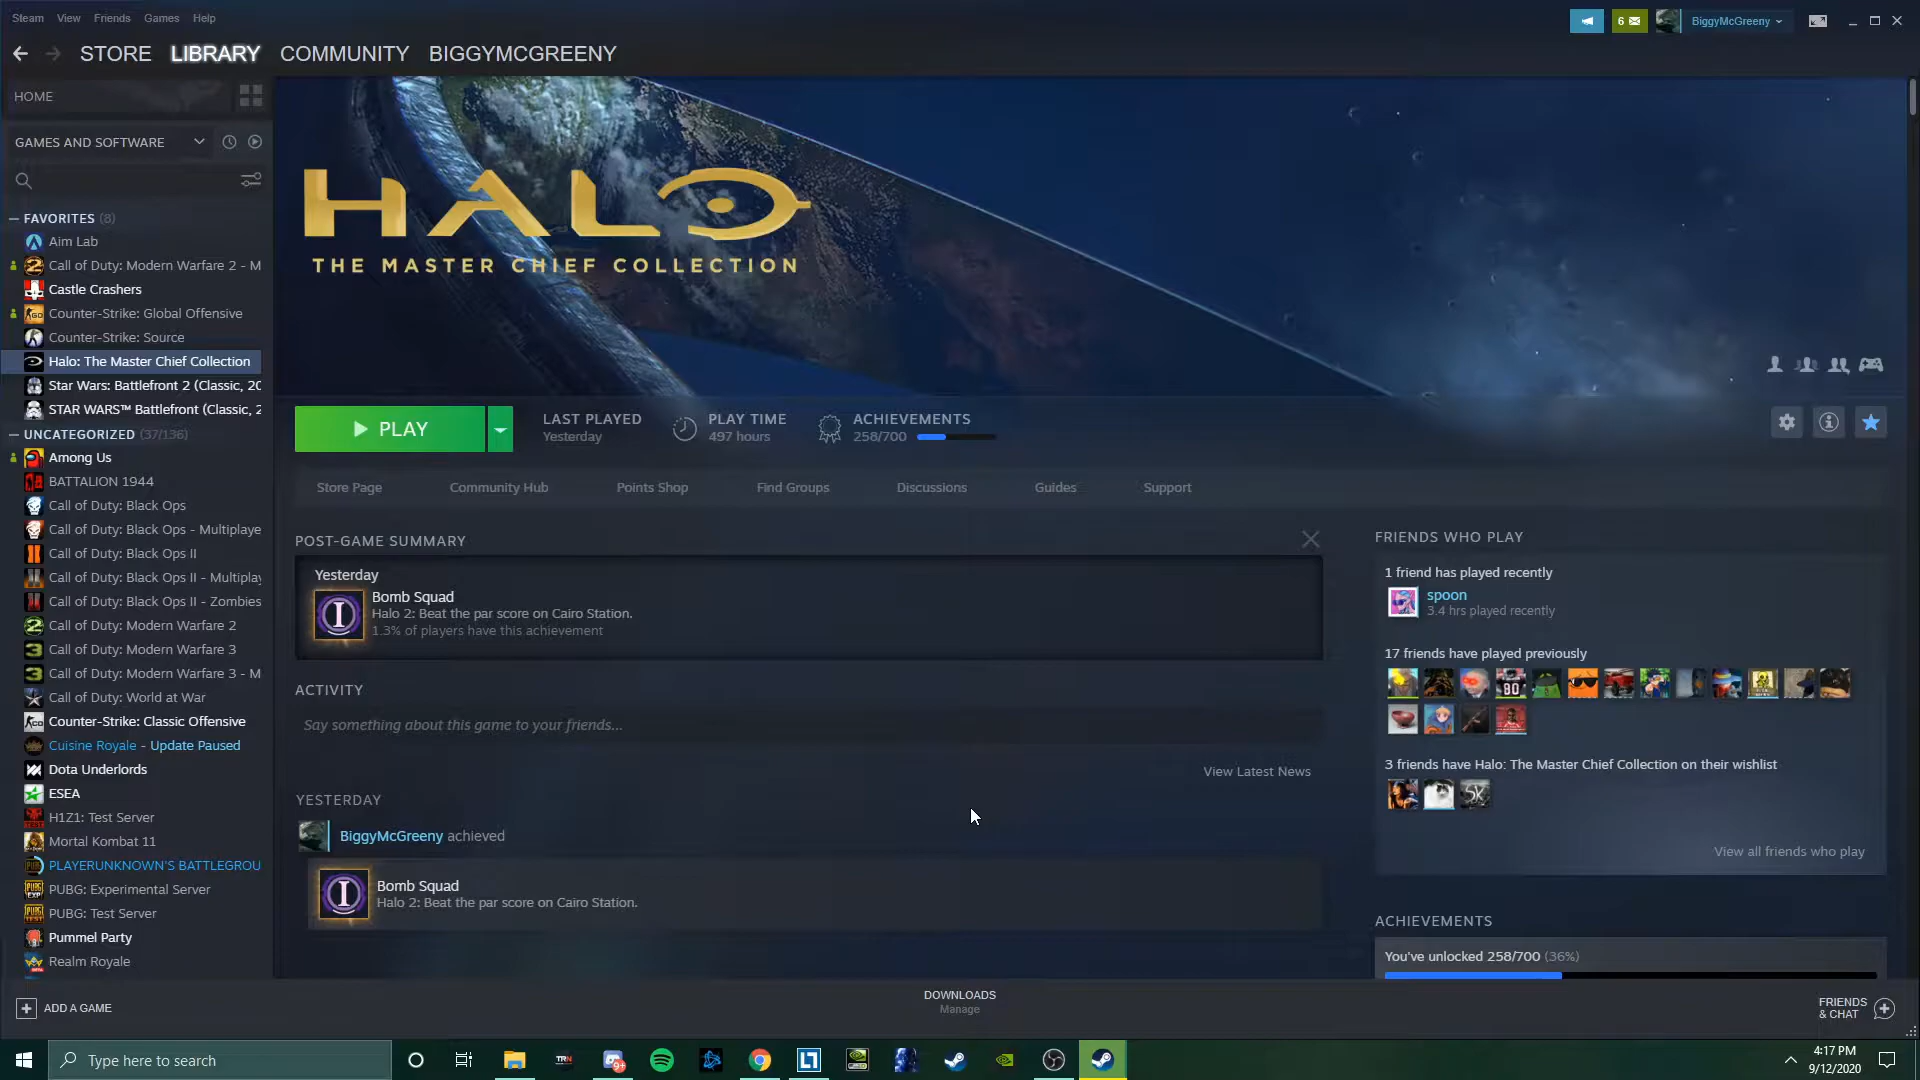 Steam View Friends Games Help
6 BiggyMcGreeny
STORE LIBRARY COMMUNITY BIGGYMCGREENY
HOME
GAMES AND SOFTWARE
FAVORITES (8)
Aim Lab
Call of Duty: Modern Warfare 2 - M
Castle Crashers
Counter-Strike: Global Offensive
Counter-Strike: Source
Halo: The Master Chief Collection
Star Wars: Battlefront 2 (Classic, 20
STAR WARS™ Battlefront (Classic, 2
UNCATEGORIZED (37/136)
Among Us
BATTALION 1944
Call of Duty: Black Ops
Call of Duty: Black Ops - Multiplaye
Call of Duty: Black Ops II
Call of Duty: Black Ops II - Multiplay
Call of Duty: Black Ops II - Zombies
Call of Duty: Modern Warfare 2
Call of Duty: Modern Warfare 3
Call of Duty: Modern Warfare 3 - M
Call of Duty: World at War
Counter-Strike: Classic Offensive
Cuisine Royale - Update Paused
Dota Underlords
ESEA
H1Z1: Test Server
Mortal Kombat 11
PLAYERUNKNOWN'S BATTLEGROU
PUBG: Experimental Server
PUBG: Test Server
Pummel Party
Realm Royale
HALO
THE MASTER CHIEF COLLECTION
PLAY
LAST PLAYED
Yesterday
PLAY TIME
497 hours
ACHIEVEMENTS
258/700
Store Page Community Hub Points Shop Find Groups Discussions Guides Support
POST-GAME SUMMARY
Yesterday
Bomb Squad
Halo 2: Beat the par score on Cairo Station.
1.3% of players have this achievement
ACTIVITY
Say something about this game to your friends...
View Latest News
YESTERDAY
BiggyMcGreeny achieved
Bomb Squad
Halo 2: Beat the par score on Cairo Station.
FRIENDS WHO PLAY
1 friend has played recently
spoon
3.4 hrs played recently
17 friends have played previously
3 friends have Halo: The Master Chief Collection on their wishlist
View all friends who play
ACHIEVEMENTS
You've unlocked 258/700 (36%)
ADD A GAME
DOWNLOADS
Manage
FRIENDS
& CHAT
Type here to search
TRN
9+
4:17 PM
9/12/2020